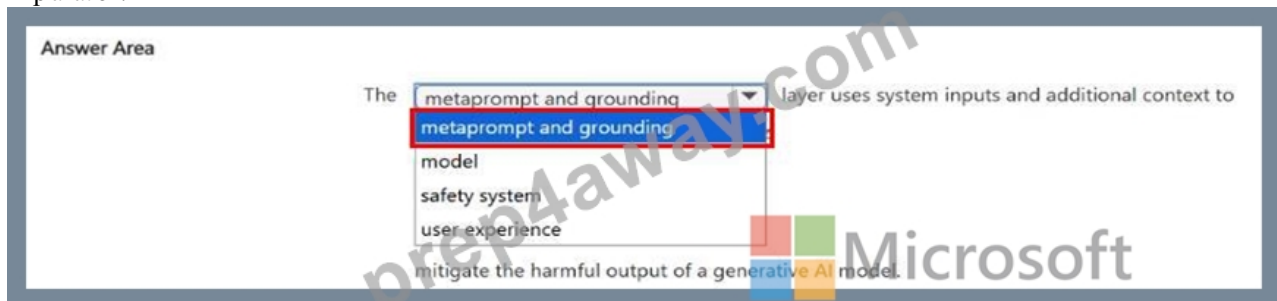 Answer Area
The metaprompt and grounding layer uses system inputs and additional context to
metaprompt and grounding
model
safety system
user experience
mitigate the harmful output of a generative AI model.
prep4away.com
Microsoft